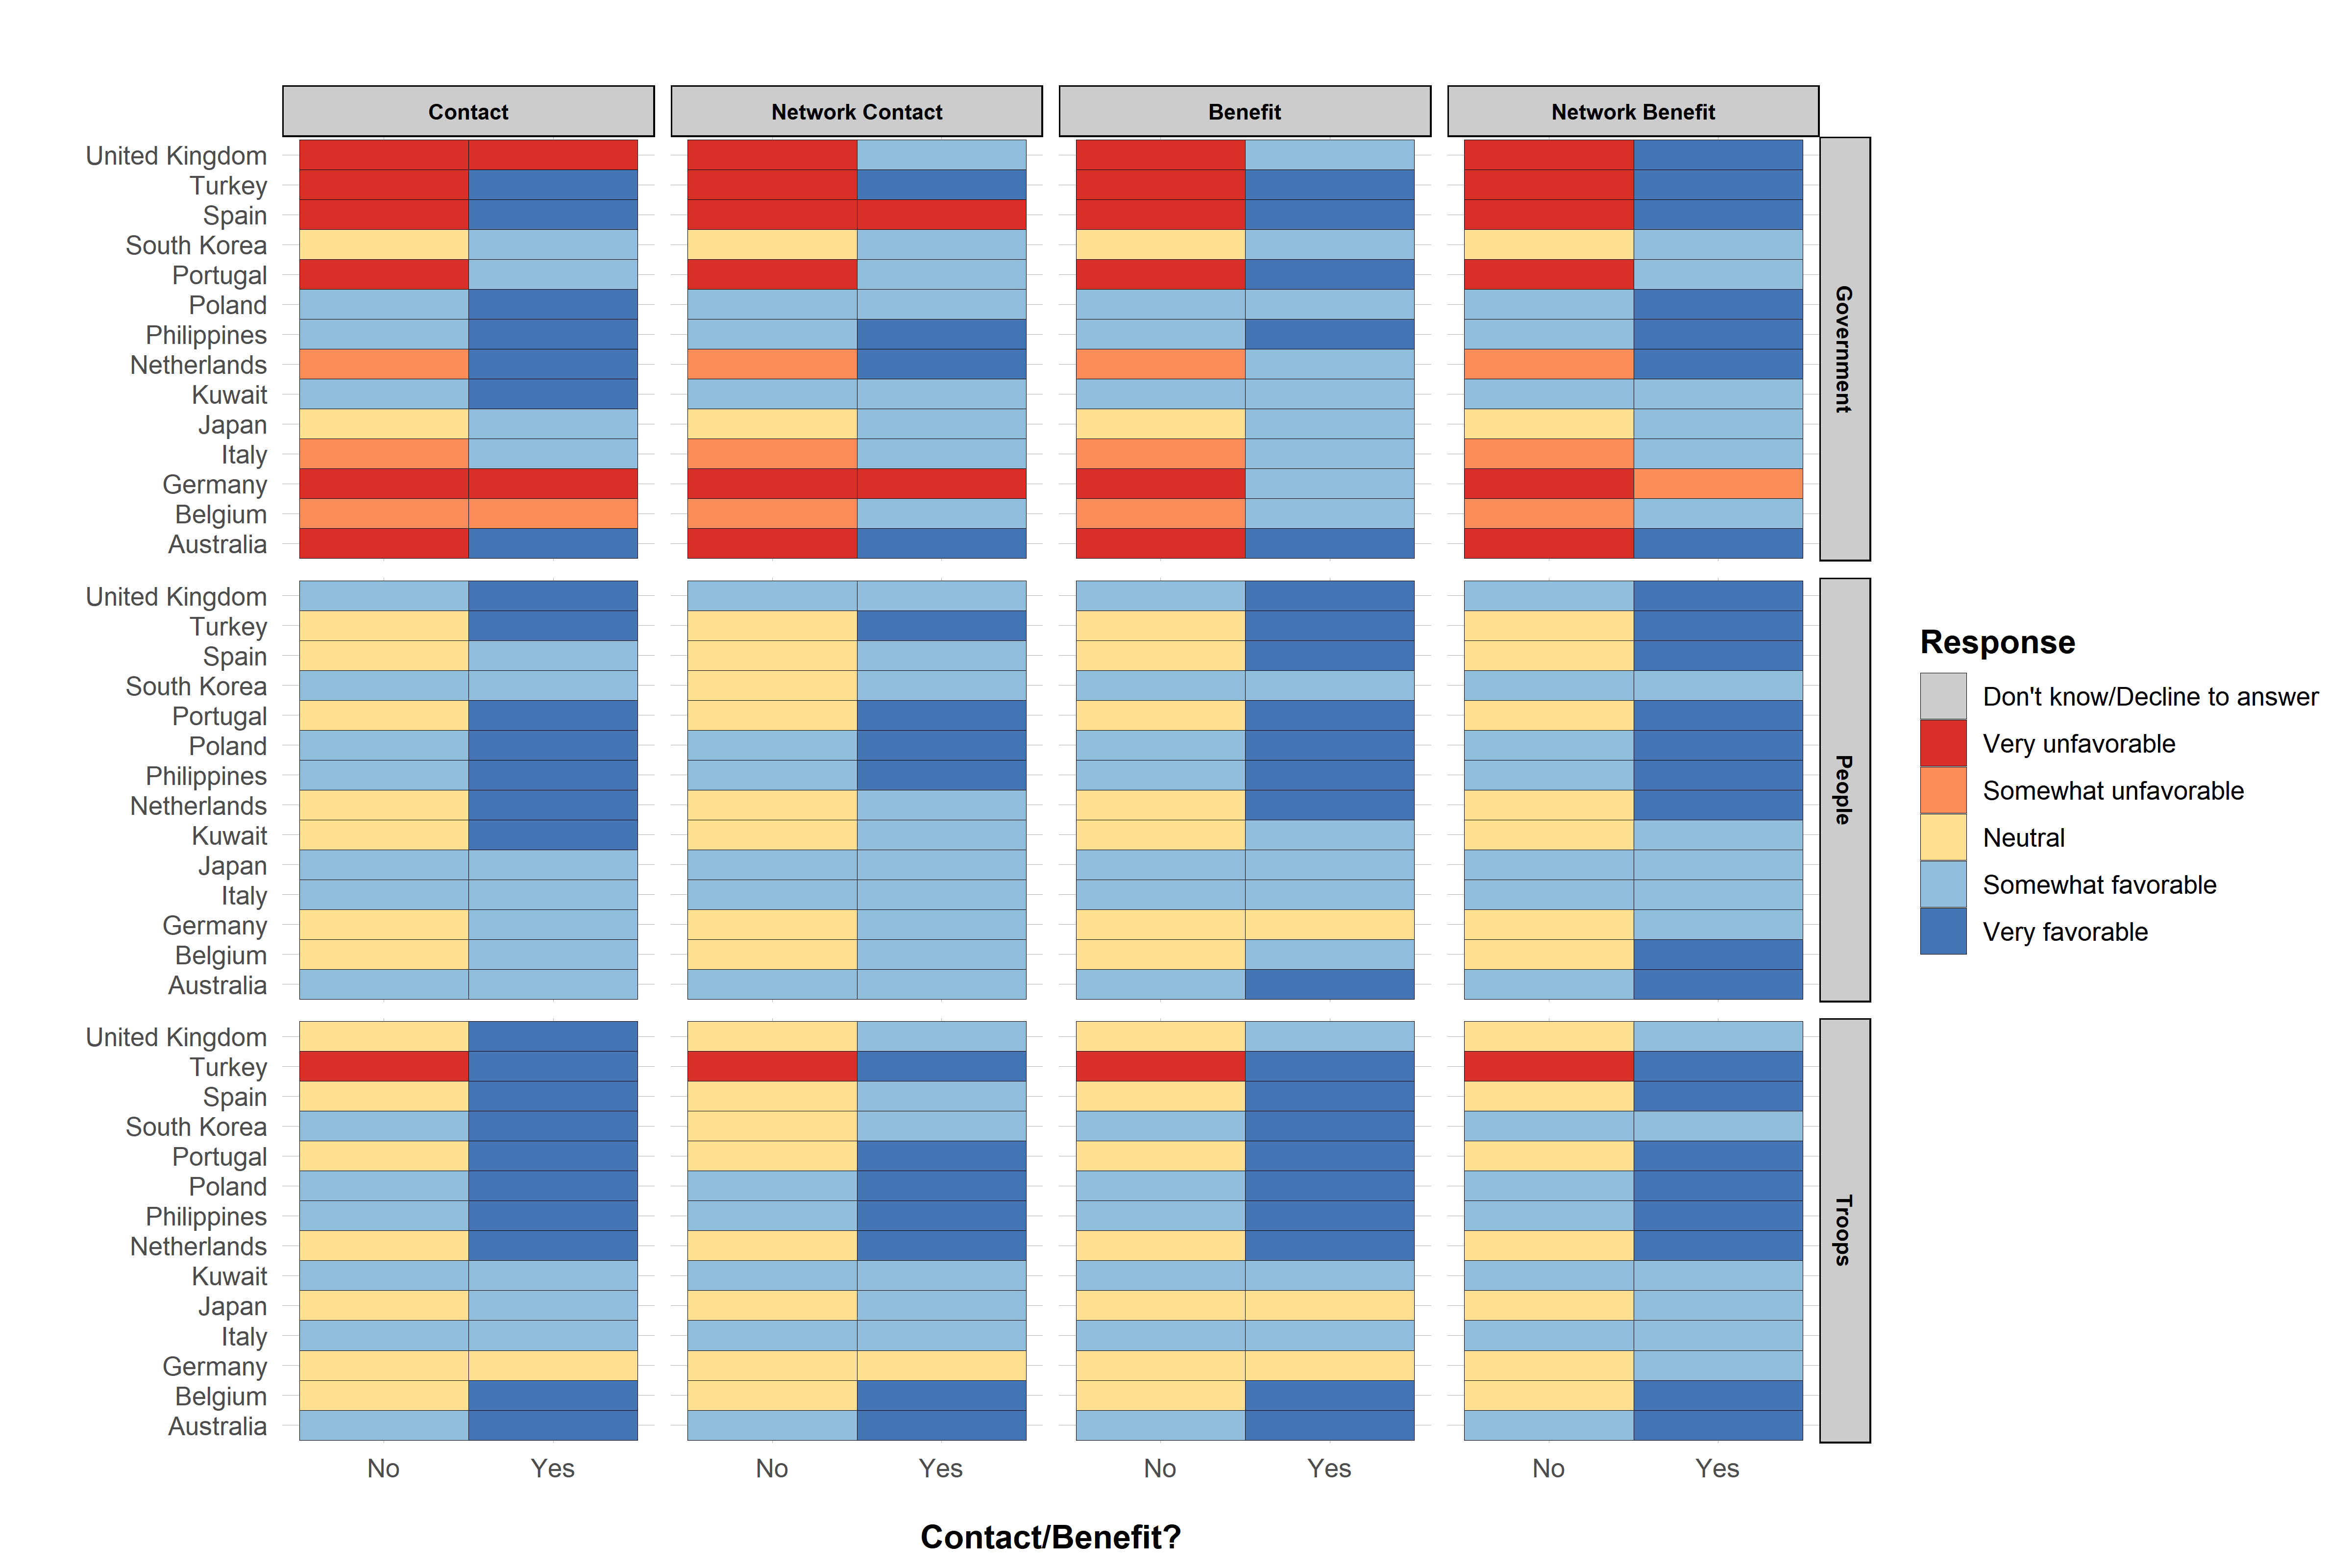 Contact
Network Contact
Benefit
Network Benefit
United Kingdom
Turkey
Spain
South Korea
Portugal
Poland
Philippines
Netherlands
Kuwait
Japan
Italy
Germany
Belgium
Australia
Government
United Kingdom
Turkey
Spain
South Korea
Portugal
Poland
Philippines
Netherlands
Kuwait
Japan
Italy
Germany
Belgium
Australia
People
United Kingdom
Turkey
Spain
South Korea
Portugal
Poland
Philippines
Netherlands
Kuwait
Japan
Italy
Germany
Belgium
Australia
Troops
No
Yes
No
Yes
No
Yes
No
Yes
Contact/Benefit?
Response
Don't know/Decline to answer
Very unfavorable
Somewhat unfavorable
Neutral
Somewhat favorable
Very favorable